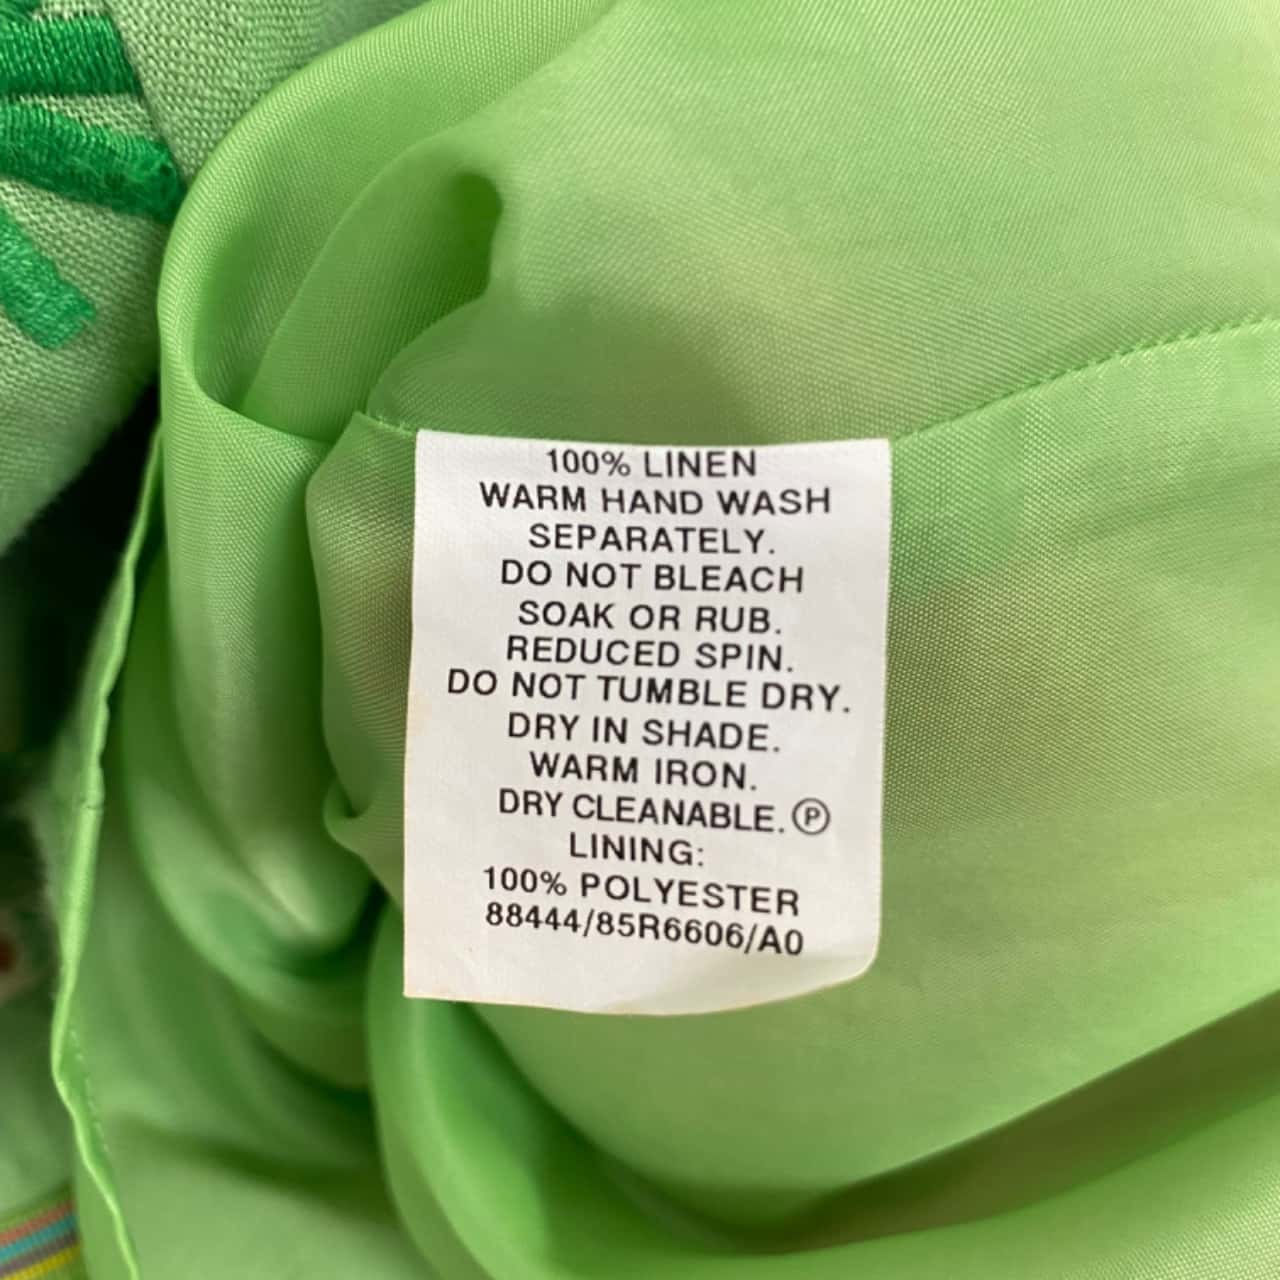 100% LINEN
WARM HAND WASH
SEPARATELY.
DO NOT BLEACH
SOAK OR RUB.
REDUCED SPIN.
DO NOT TUMBLE DRY.
DRY IN SHADE.
WARM IRON.
DRY CLEANABLE. Ⓟ
LINING:
100% POLYESTER
88444/85R6606/A0